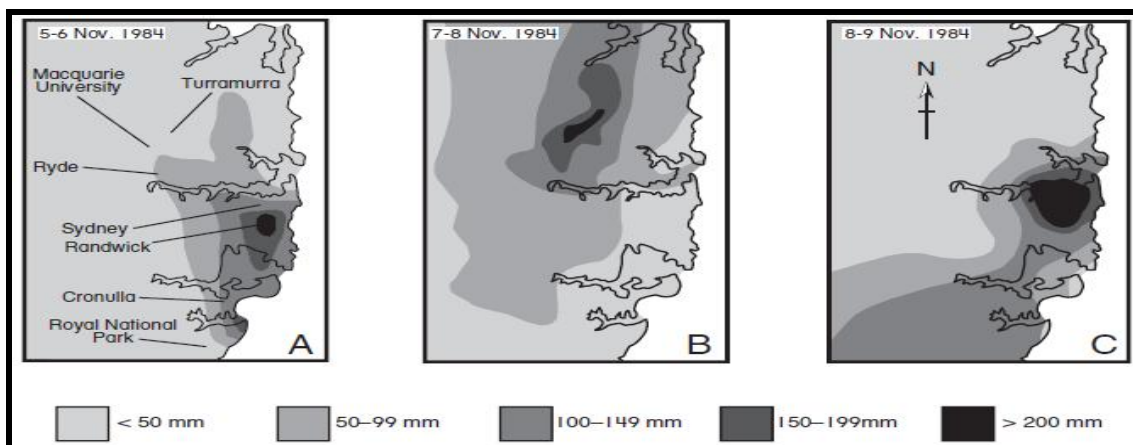 5-6 Nov. 1984
Macquarie
University
Turramurra
Ryde
Sydney
Randwick
Cronulla
Royal National
Park
A
7-8 Nov. 1984
B
8-9 Nov. 1984
N
C
< 50 mm
50–99 mm
100–149 mm
150–199mm
> 200 mm